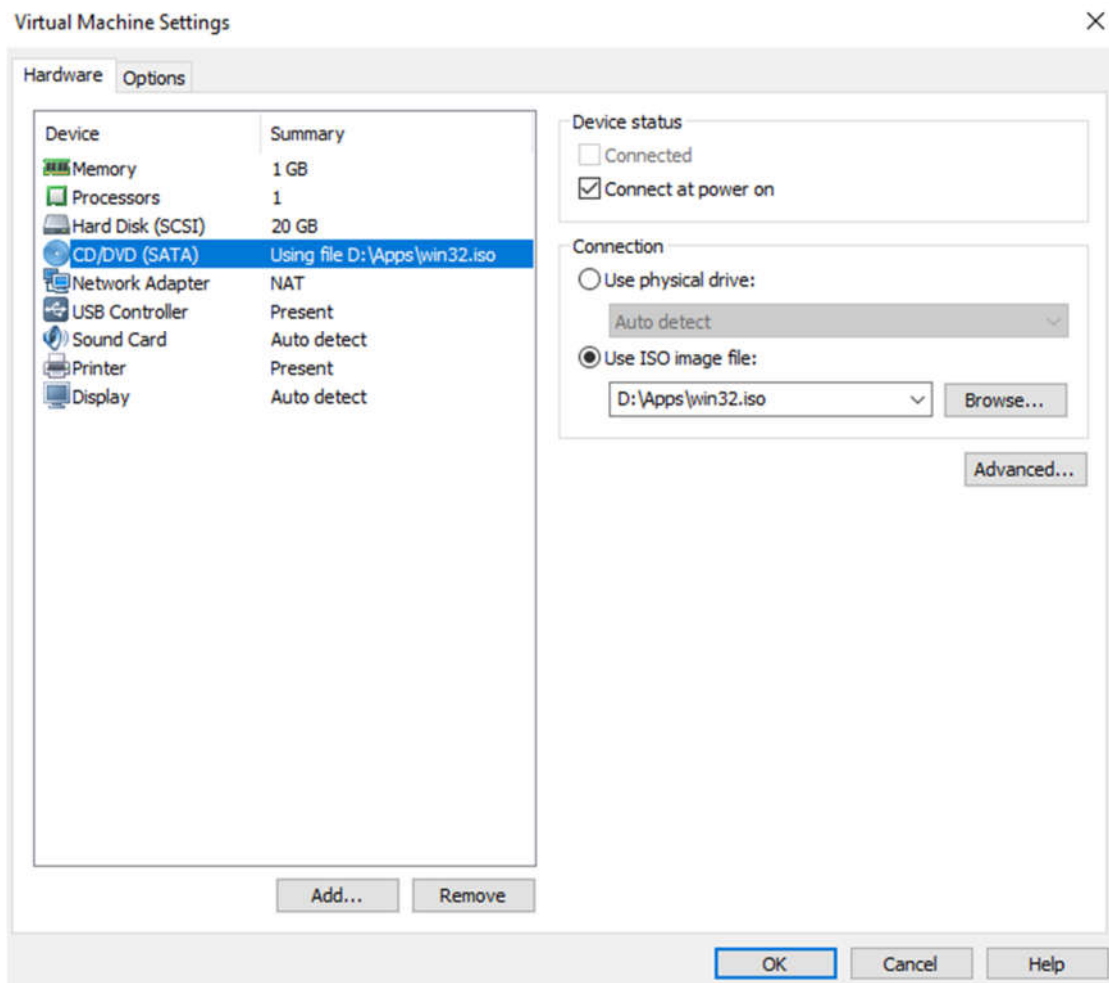 Virtual Machine Settings
Hardware Options
Device Summary
Memory 1 GB
Processors 1
Hard Disk (SCSI) 20 GB
CD/DVD (SATA) Using file D:\Apps\win32.iso
Network Adapter NAT
USB Controller Present
Sound Card Auto detect
Printer Present
Display Auto detect
Add... Remove
Device status
Connected
Connect at power on
Connection
Use physical drive:
Auto detect
Use ISO image file:
D:\Apps\win32.iso Browse...
Advanced...
OK Cancel Help